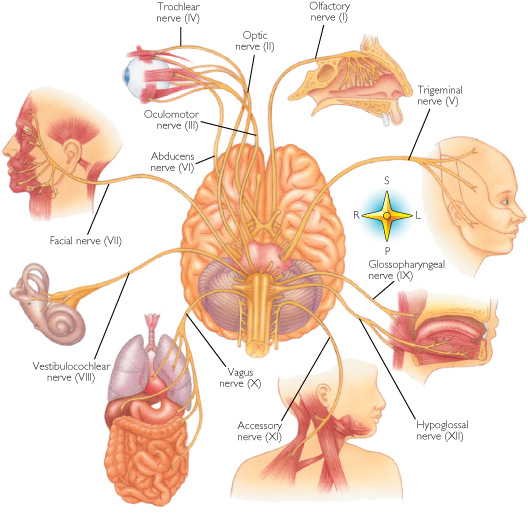 Trochlear
nerve (IV)
Optic
nerve (II)
Olfactory
nerve (I)
Oculomotor
nerve (III)
Abducens
nerve (VI)
Trigeminal
nerve (V)
Facial nerve (VII)
S
R
L
P
Glossopharyngeal
nerve (IX)
Vestibulocochlear
nerve (VIII)
Vagus
nerve (X)
Accessory
nerve (XI)
Hypoglossal
nerve (XII)